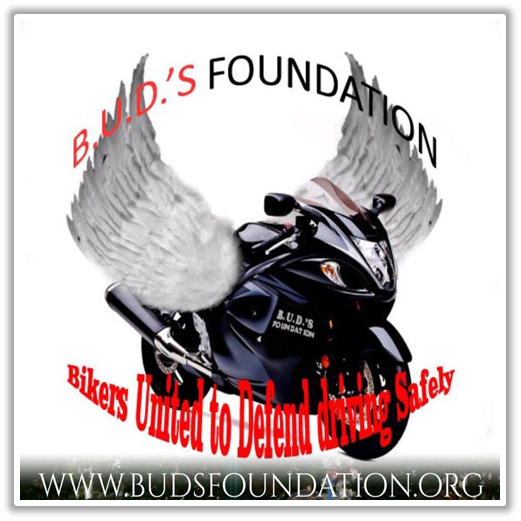 B.U.D.'S FOUNDATION
B.U.D.'S
FOUNDATION
Bikers United to Defend driving Safely
WWW.BUDSFOUNDATION.ORG